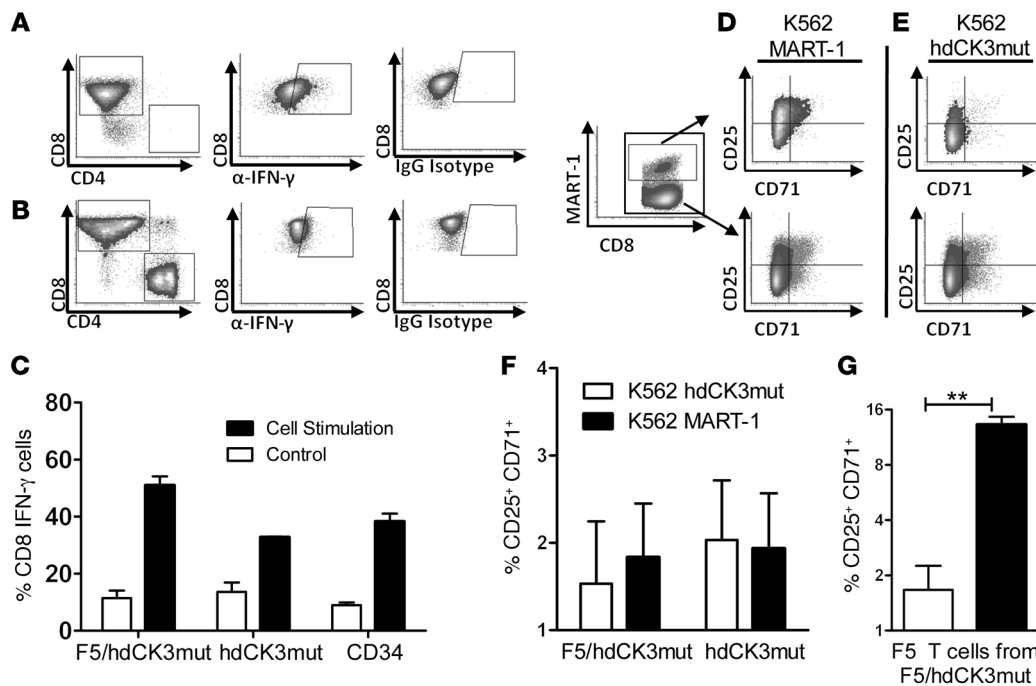 A
CD8
CD4
CD8
α-IFN-γ
CD8
IgG Isotype
B
CD8
CD4
CD8
α-IFN-γ
CD8
IgG Isotype
MART-1
CD8
D
K562
MART-1
CD25
CD71
CD25
CD71
E
K562
hdCK3mut
CD25
CD71
CD25
CD71
C
% CD8 IFN-γ cells
80
60
40
20
0
Cell Stimulation
Control
F5/hdCK3mut
hdCK3mut
CD34
F
% CD25⁺ CD71⁺
4
3
2
1
K562 hdCK3mut
K562 MART-1
F5/hdCK3mut
hdCK3mut
G
% CD25⁺ CD71⁺
16
8
4
2
1
**
F5 T cells from
F5/hdCK3mut